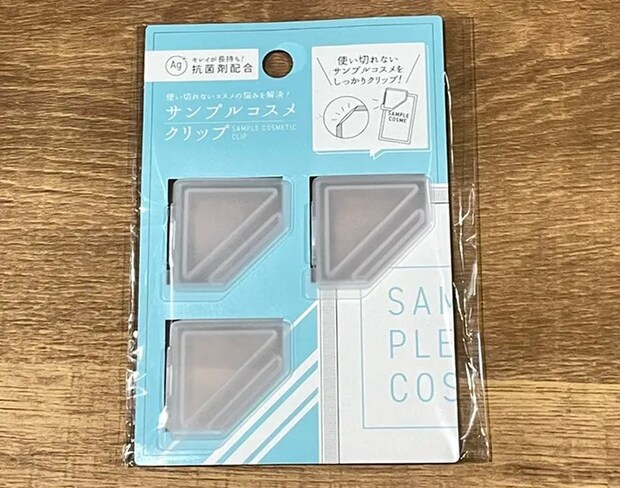 Ag+
キレイが長持ち!
抗菌剤配合
使い切れない
サンプルコスメを
しっかりクリップ!
SAMPLE
COSME
使い切れないコスメの悩みを解決!
サンプルコスメ
クリップ
SAMPLE COSMETIC
CLIP
SAM
PLE
COS